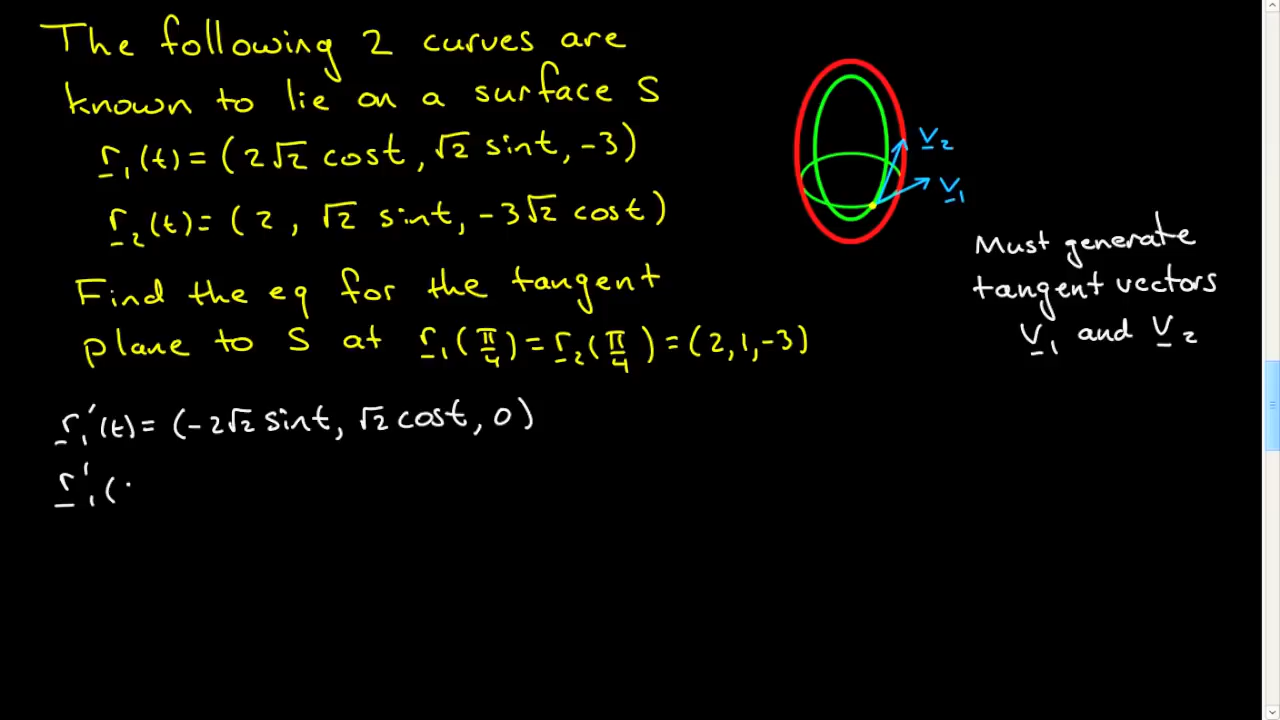 The following 2 curves are
known to lie on a surface S
r₁(t) = (2√2 cost, √2 sint, -3)
r₂(t) = (2, √2 sint, -3√2 cost)
Find the eq for the tangent
plane to S at r₁(π/4) = r₂(π/4) = (2, 1, -3)
r₁'(t) = (-2√2 sint, √2 cost, 0)
r₁'(
v₂
v₁
Must generate
tangent vectors
v₁ and v₂